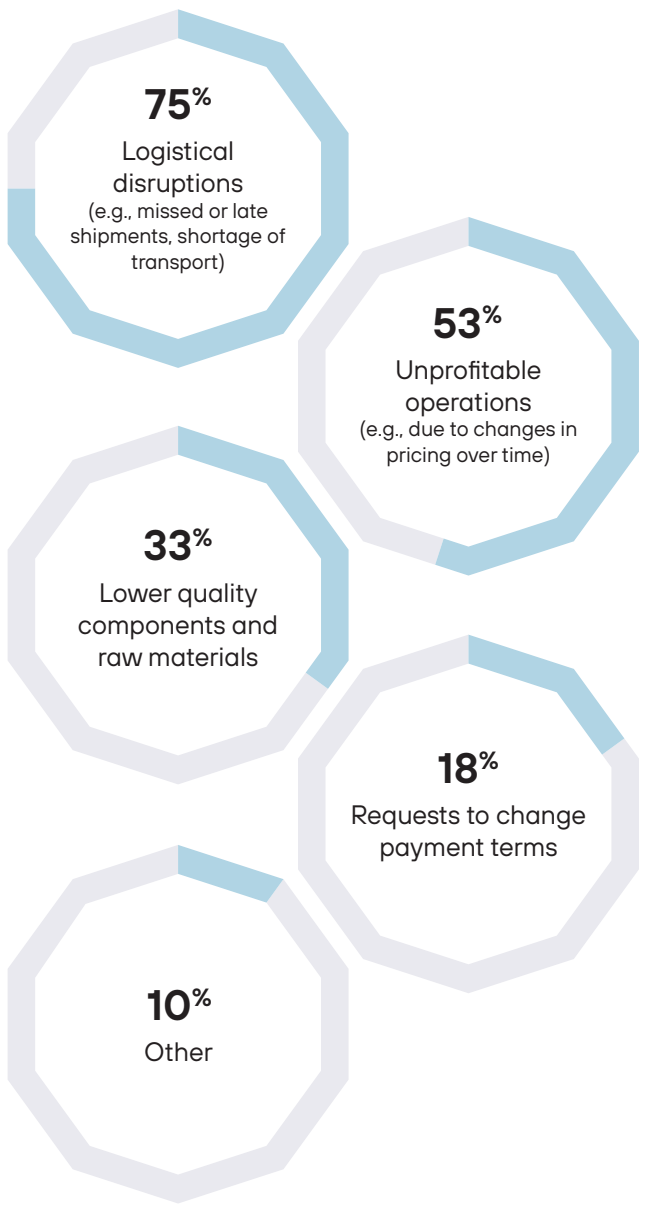 75%
Logistical
disruptions
(e.g., missed or late
shipments, shortage of
transport)
53%
Unprofitable
operations
(e.g., due to changes in
pricing over time)
33%
Lower quality
components and
raw materials
18%
Requests to change
payment terms
10%
Other